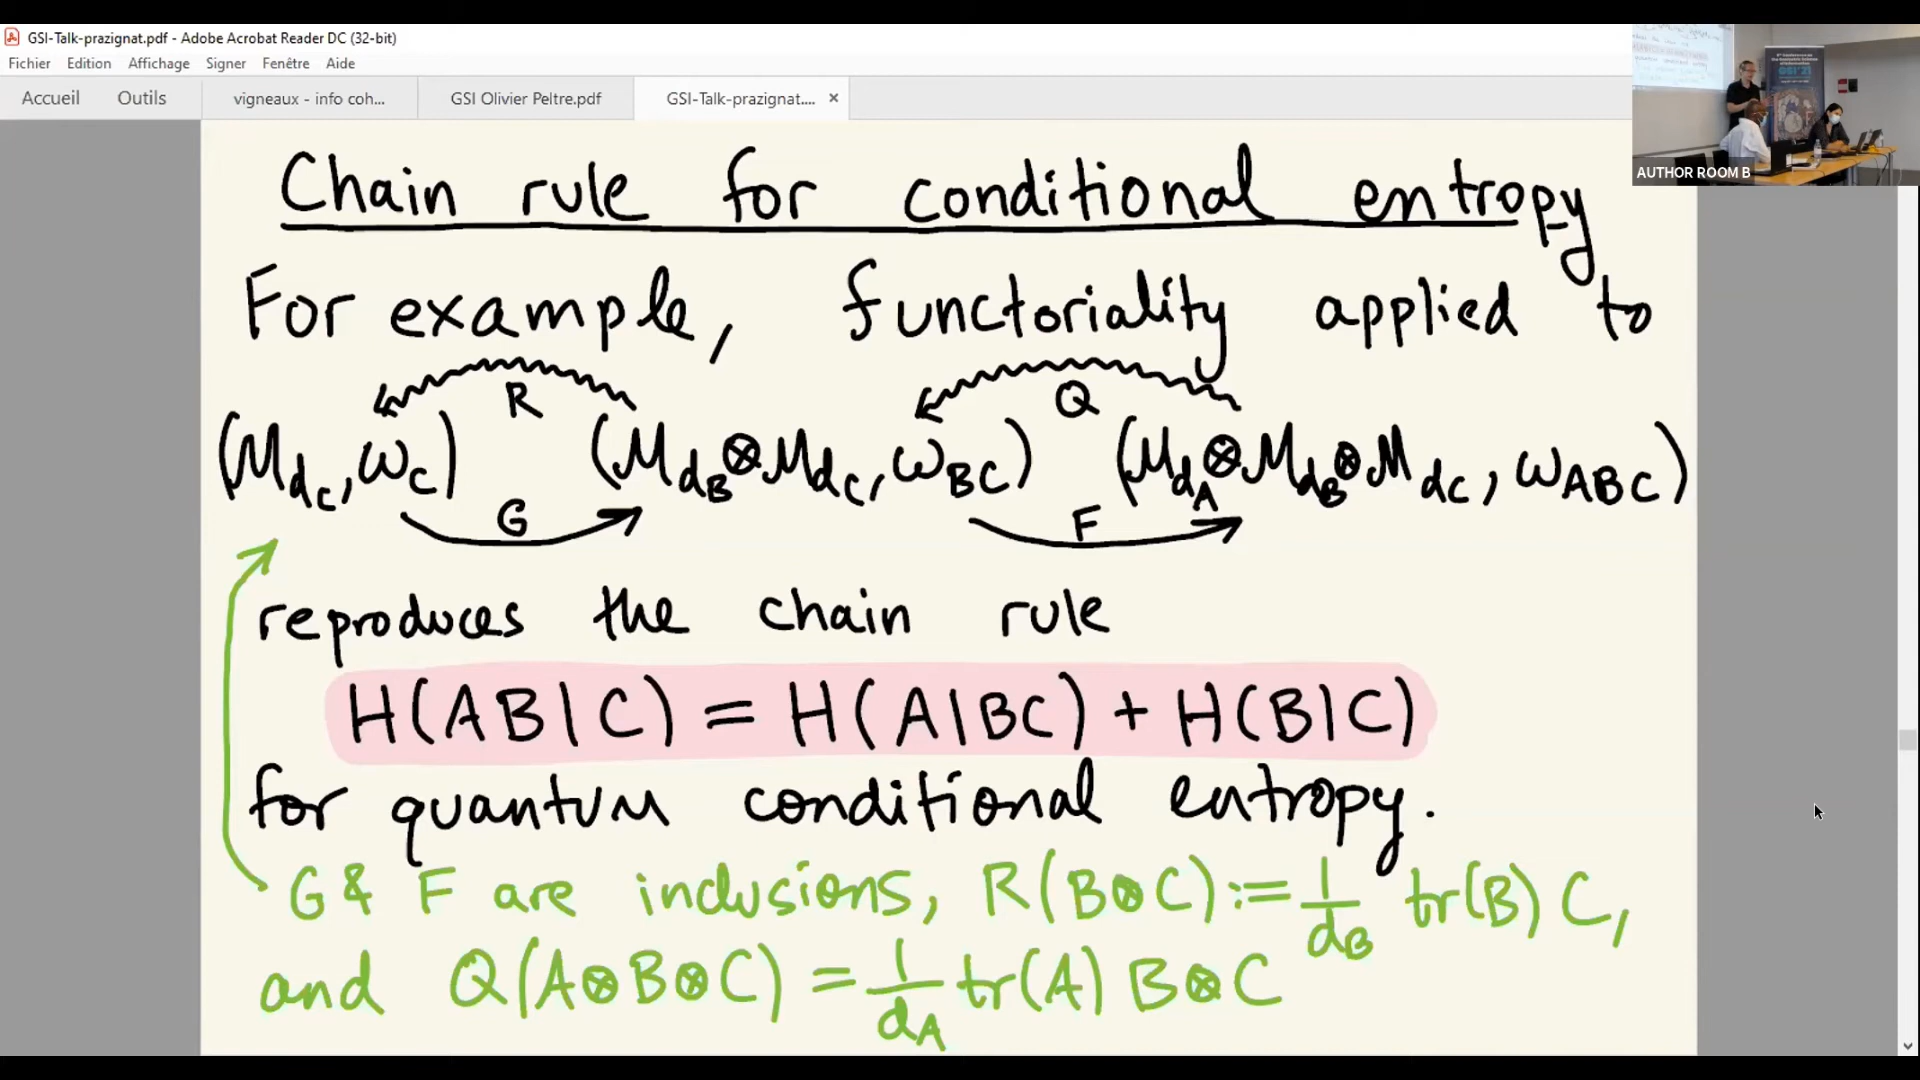 GSI-Talk-prazignat.pdf - Adobe Acrobat Reader DC (32-bit)
Fichier Edition Affichage Signer Fenêtre Aide
Accueil Outils vigneaux - info coh... GSI Olivier Peltre.pdf GSI-Talk-prazignat.... ×
GSI'21
AUTHOR ROOM B
Chain rule for conditional entropy
For example, functoriality applied to
R Q
(M_{d_C}, ω_C) (M_{d_B}⊗M_{d_C}, ω_{BC}) (M_{d_A}⊗M_{d_B}⊗M_{d_C}, ω_{ABC})
G F
reproduces the chain rule
H(AB|C) = H(A|BC) + H(B|C)
for quantum conditional entropy.
G & F are inclusions, R(B⊗C) := 1/d_B tr(B) C,
and Q(A⊗B⊗C) = 1/d_A tr(A) B⊗C